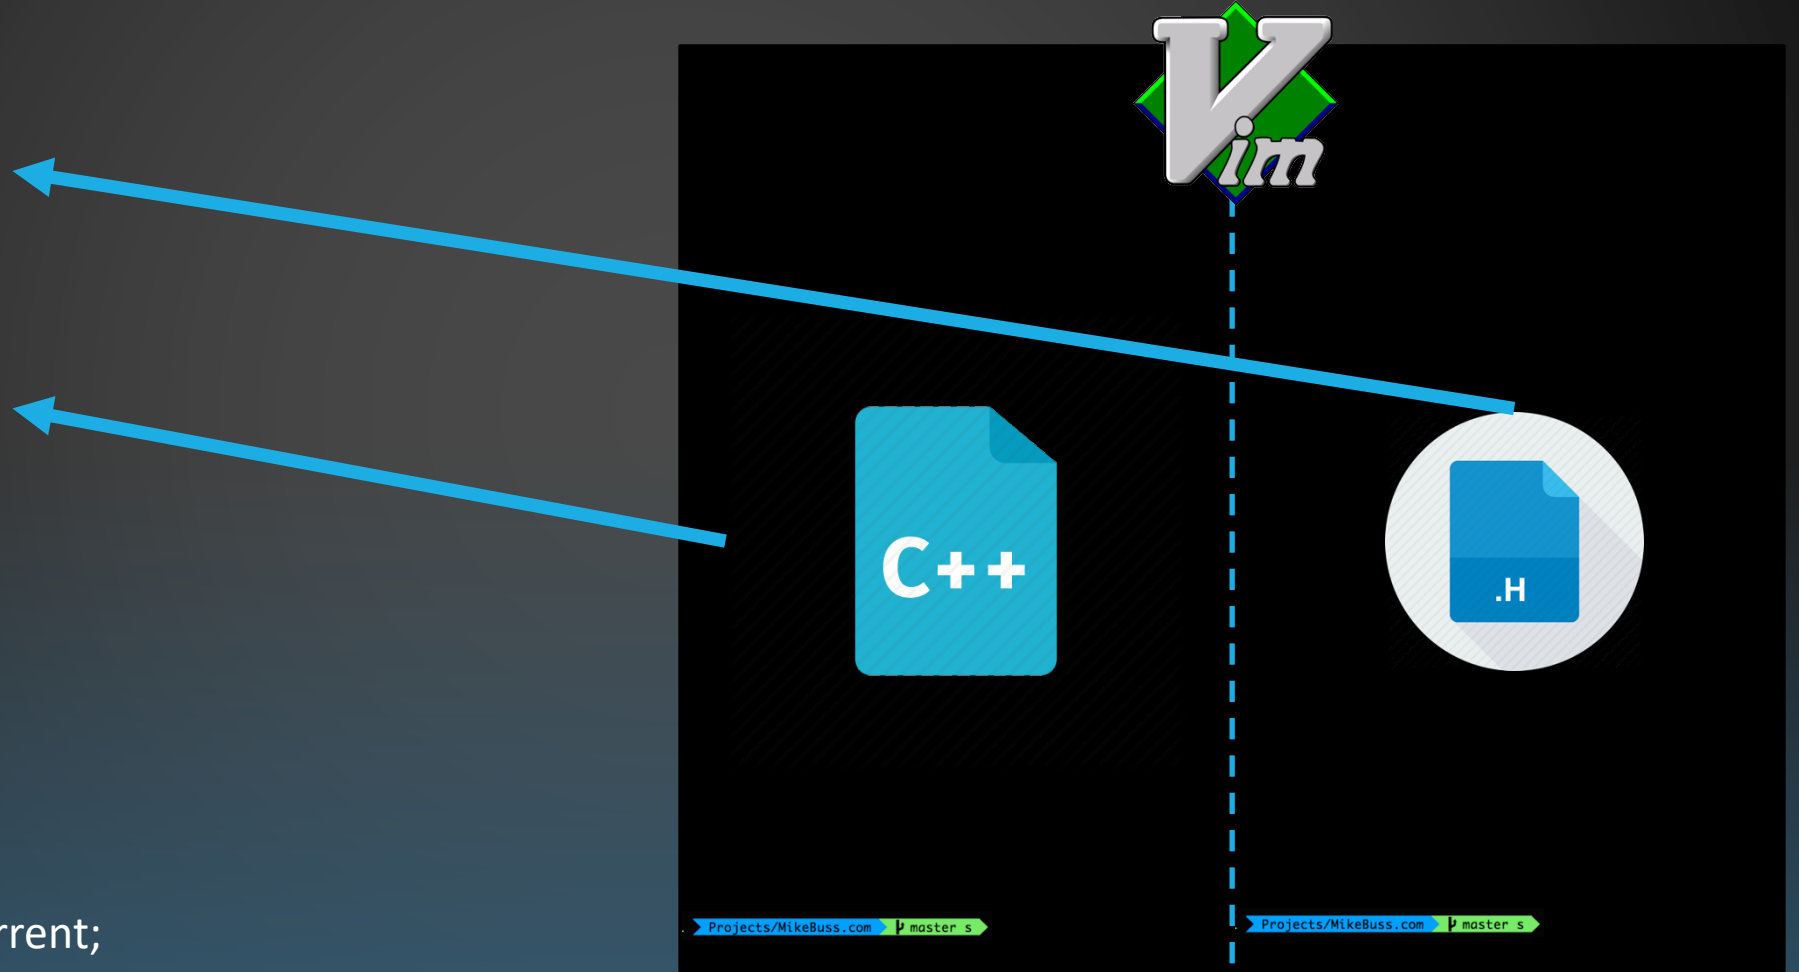 Vim
C++
.H
Projects/MikeBuss.com master s
Projects/MikeBuss.com master s
rrent;